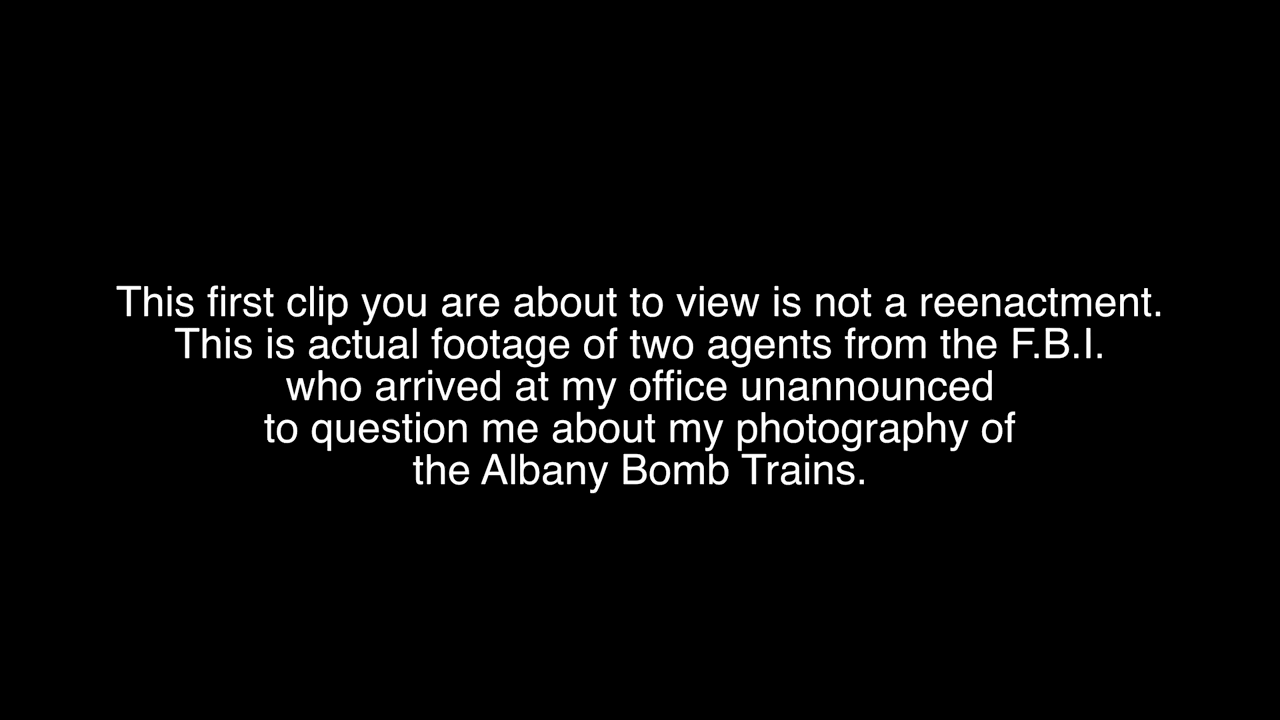 This first clip you are about to view is not a reenactment.
This is actual footage of two agents from the F.B.I.
who arrived at my office unannounced
to question me about my photography of
the Albany Bomb Trains.